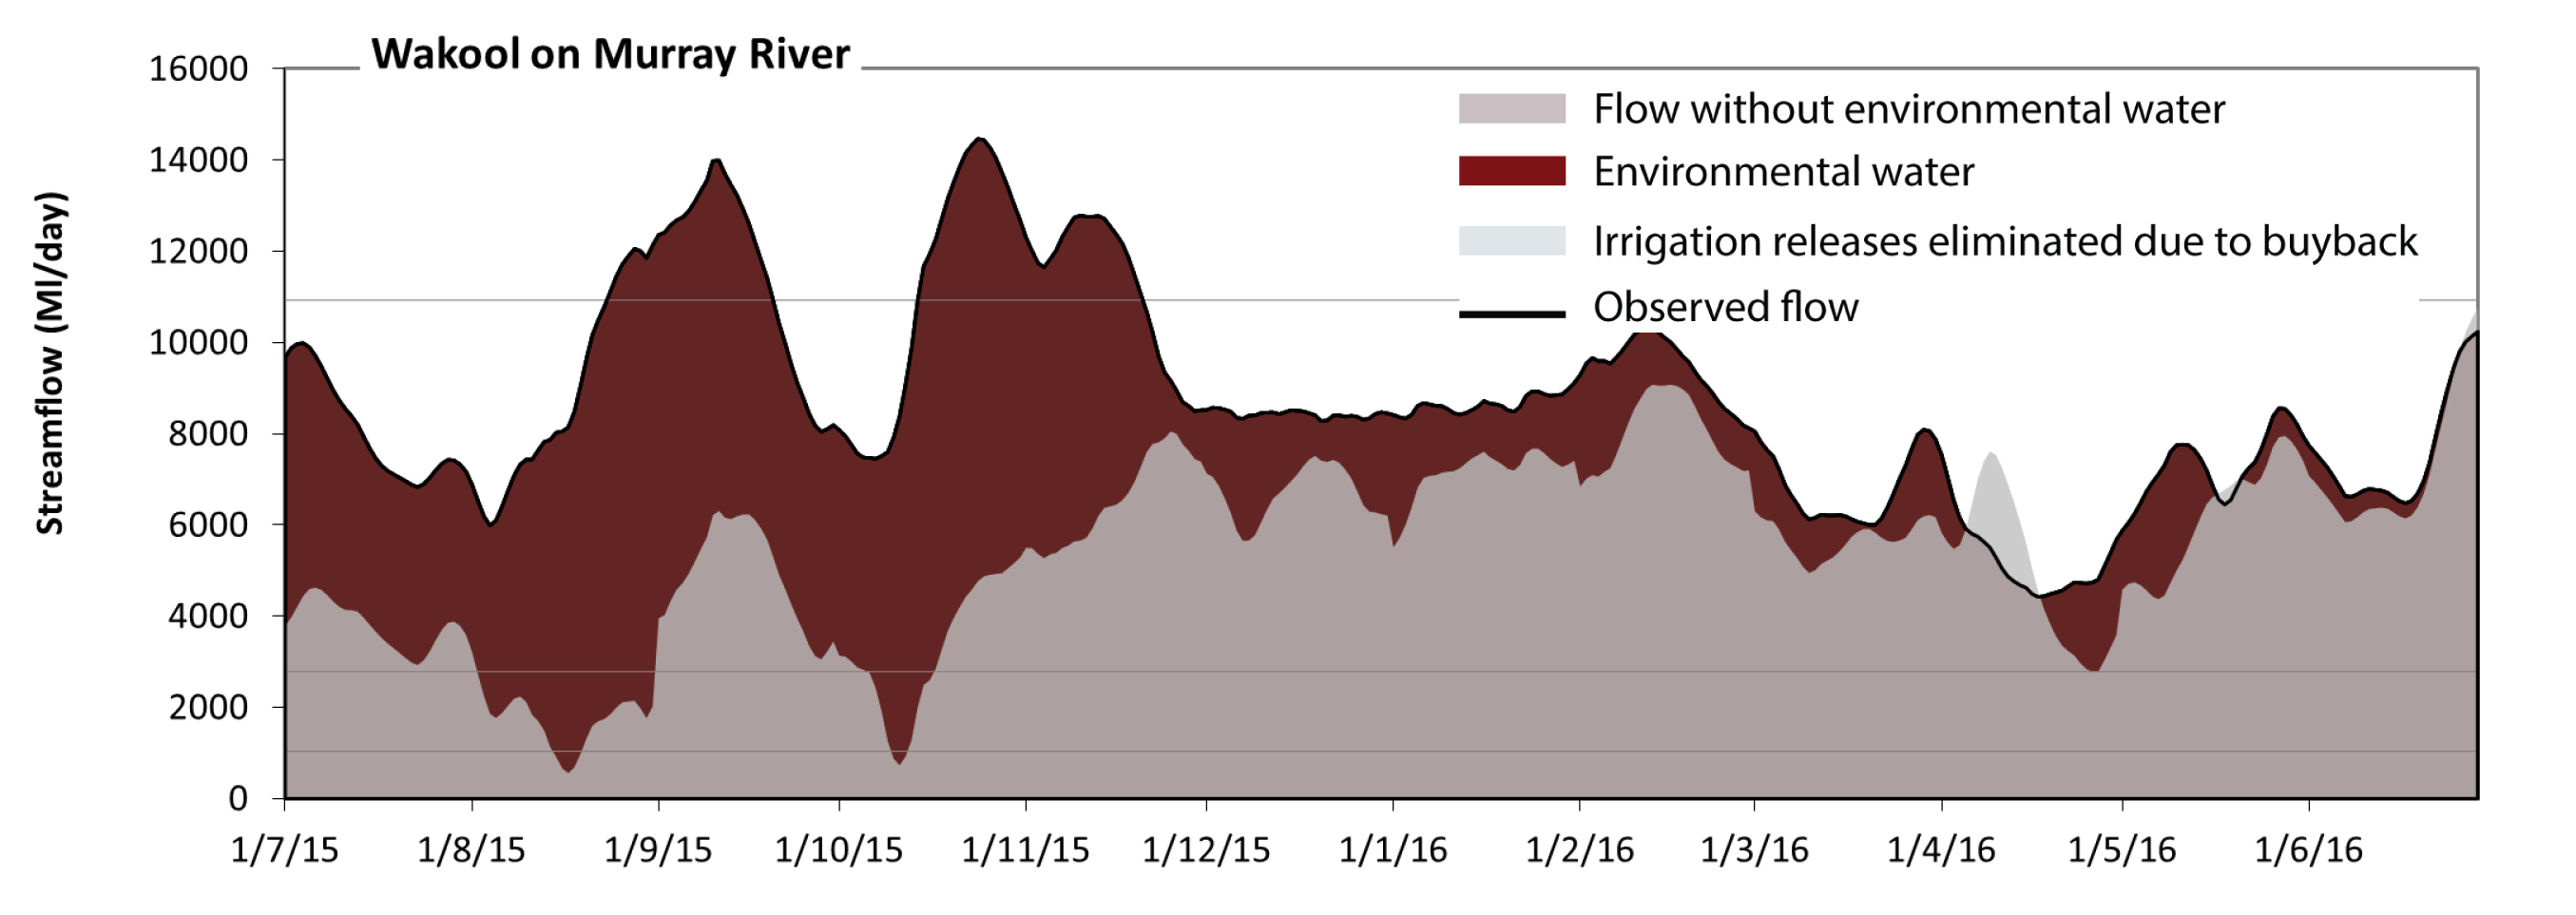 Wakool on Murray River
16000
14000
12000
10000
8000
6000
4000
2000
0
Streamflow (Ml/day)
Flow without environmental water
Environmental water
Irrigation releases eliminated due to buyback
Observed flow
1/7/15 1/8/15 1/9/15 1/10/15 1/11/15 1/12/15 1/1/16 1/2/16 1/3/16 1/4/16 1/5/16 1/6/16